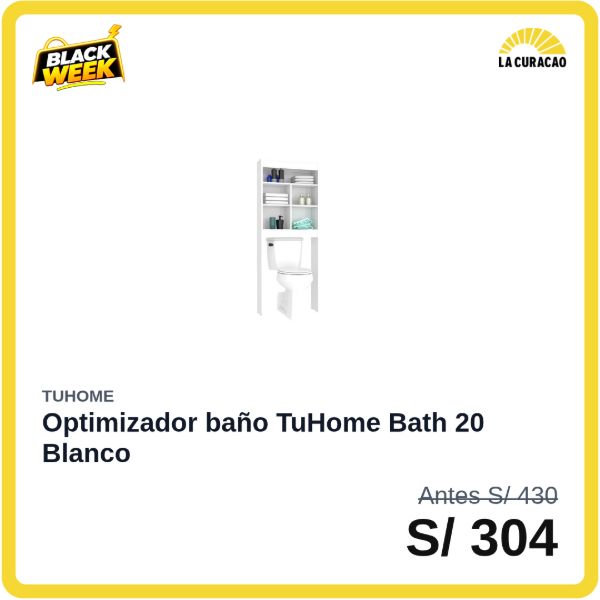 BLACK
WEEK
LA CURACAO
TUHOME
Optimizador baño TuHome Bath 20
Blanco
Antes S/ 430
S/ 304